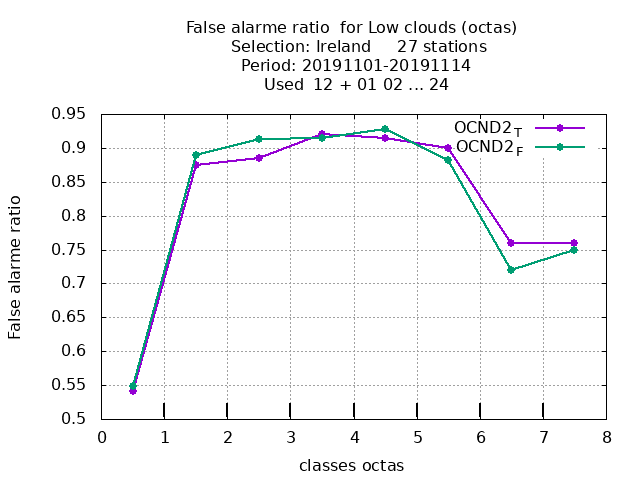 False alarme ratio for Low clouds (octas)
Selection: Ireland 27 stations
Period: 20191101-20191114
Used 12 + 01 02 ... 24
OCND2T
OCND2F
0.95
0.9
0.85
0.8
0.75
0.7
0.65
0.6
0.55
0.5
False alarme ratio
0 1 2 3 4 5 6 7 8
classes octas